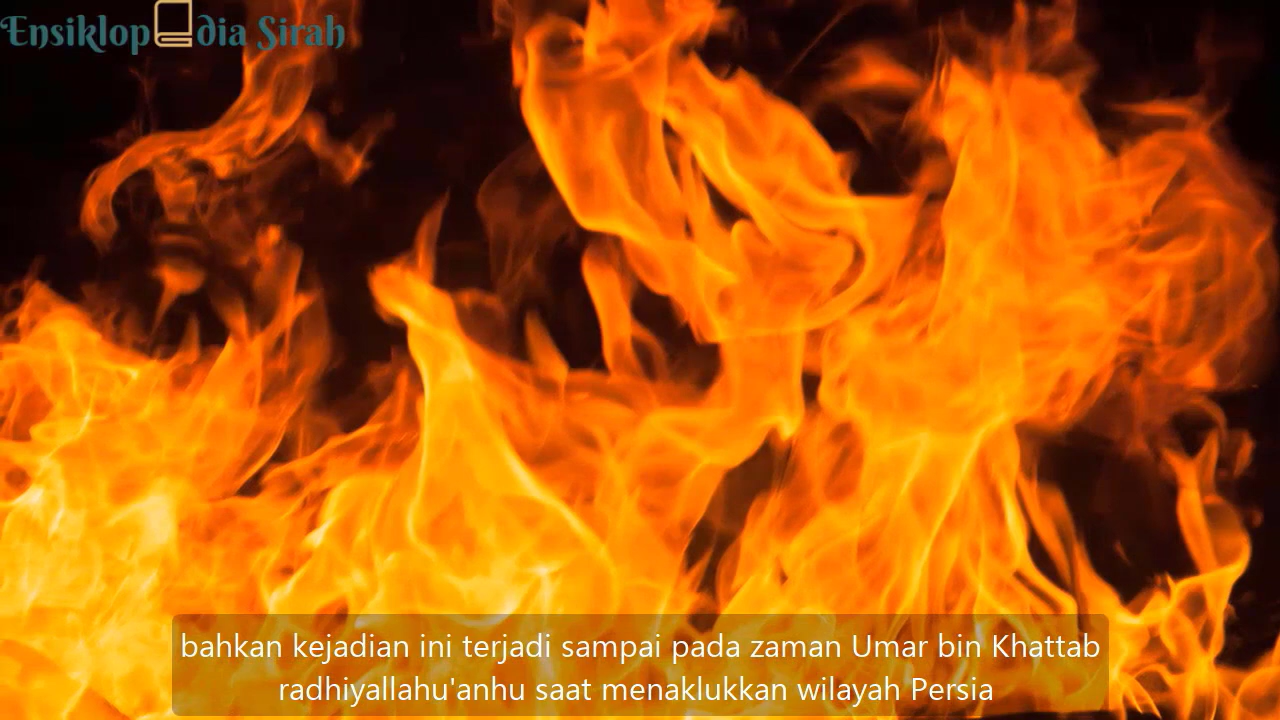 Ensiklopedia Sirah
bahkan kejadian ini terjadi sampai pada zaman Umar bin Khattab
radhiyallahu'anhu saat menaklukkan wilayah Persia